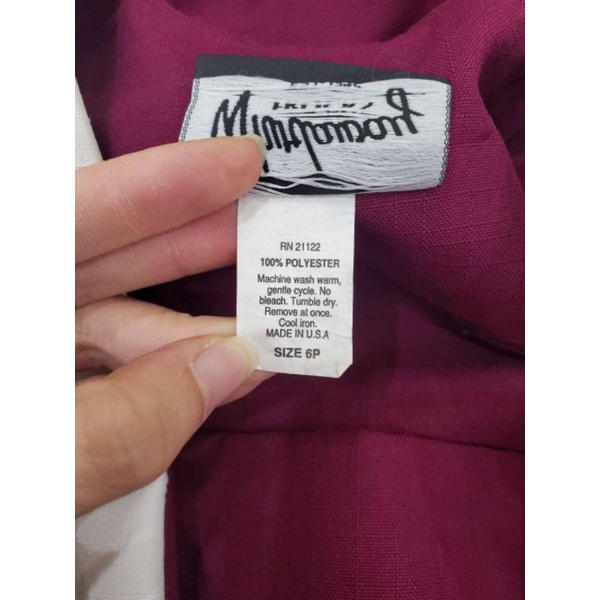 RN 21122
100% POLYESTER
Machine wash warm,
gentle cycle. No
bleach. Tumble dry.
Remove at once.
Cool iron.
MADE IN U.S.A
SIZE 6P